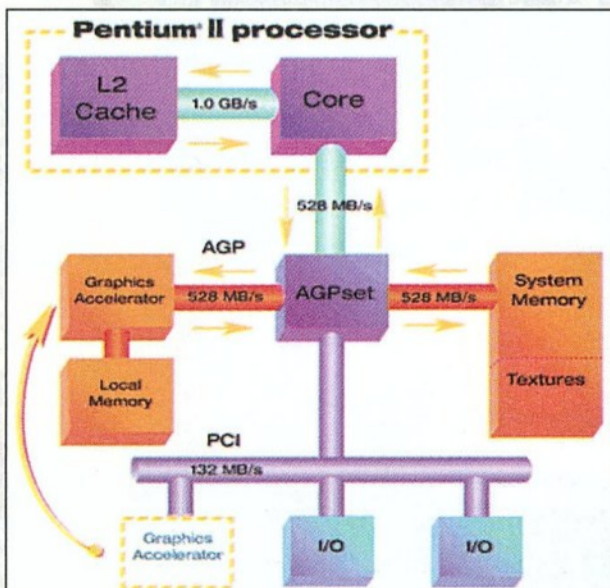 Pentium® II processor
L2
Cache
1.0 GB/s
Core
528 MB/s
AGP
Graphics
Accelerator
528 MB/s
AGPset
528 MB/s
System
Memory
Local
Memory
Textures
PCI
132 MB/s
Graphics
Accelerator
I/O
I/O